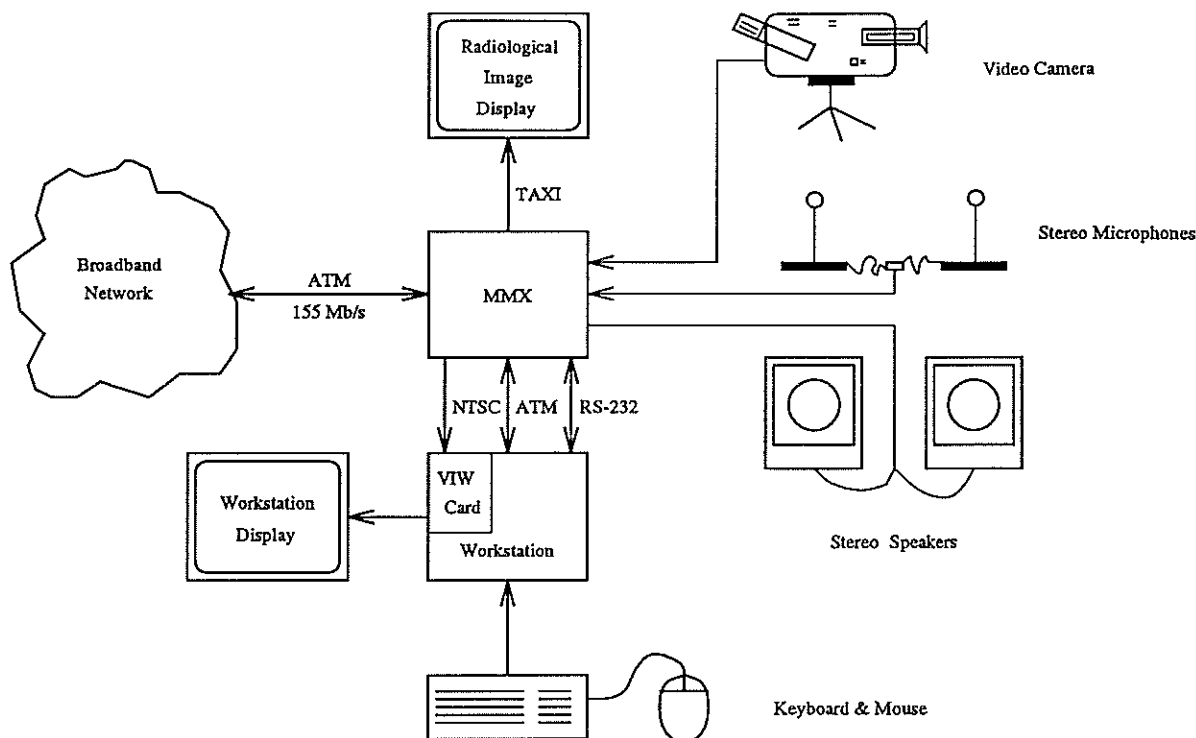 Radiological
Image
Display
Video Camera
TAXI
Stereo Microphones
Broadband
Network
ATM
155 Mb/s
MMX
NTSC
ATM
RS-232
VIW
Card
Workstation
Workstation
Display
Stereo Speakers
Keyboard & Mouse